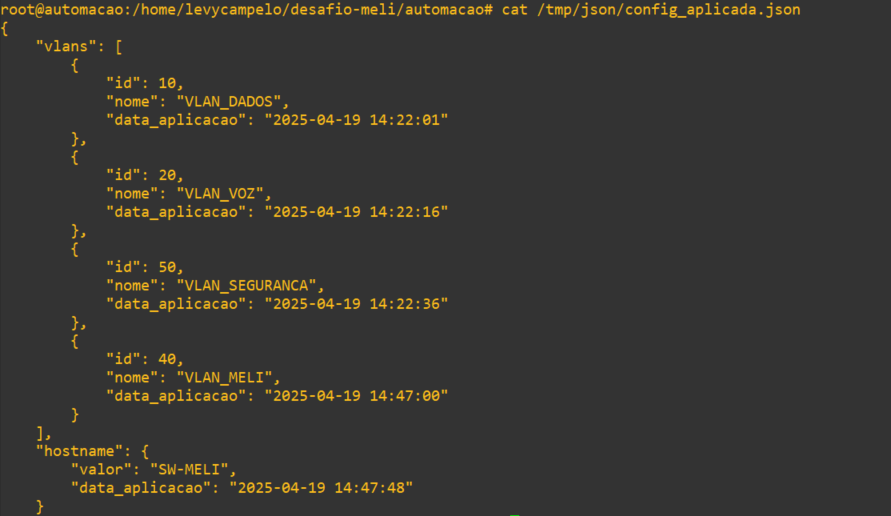 root@automacao:/home/levycampelo/desafio-meli/automacao# cat /tmp/json/config_aplicada.json
{
    "vlans": [
        {
            "id": 10,
            "nome": "VLAN_DADOS",
            "data_aplicacao": "2025-04-19 14:22:01"
        },
        {
            "id": 20,
            "nome": "VLAN_VOZ",
            "data_aplicacao": "2025-04-19 14:22:16"
        },
        {
            "id": 50,
            "nome": "VLAN_SEGURANCA",
            "data_aplicacao": "2025-04-19 14:22:36"
        },
        {
            "id": 40,
            "nome": "VLAN_MELI",
            "data_aplicacao": "2025-04-19 14:47:00"
        }
    ],
    "hostname": {
        "valor": "SW-MELI",
        "data_aplicacao": "2025-04-19 14:47:48"
    }